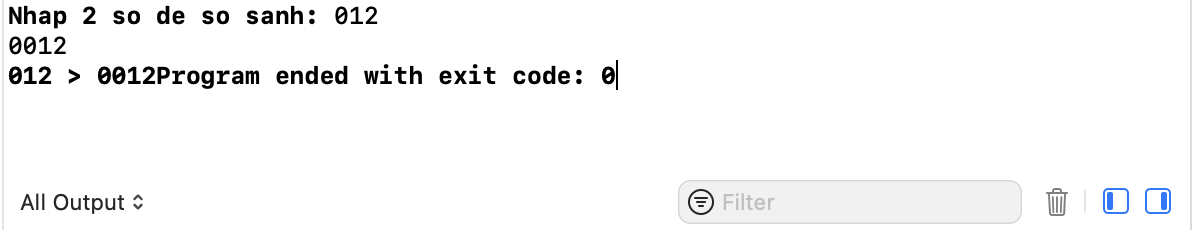 Nhap 2 so de so sanh: 012
0012
012 > 0012Program ended with exit code: 0
All Output
Filter